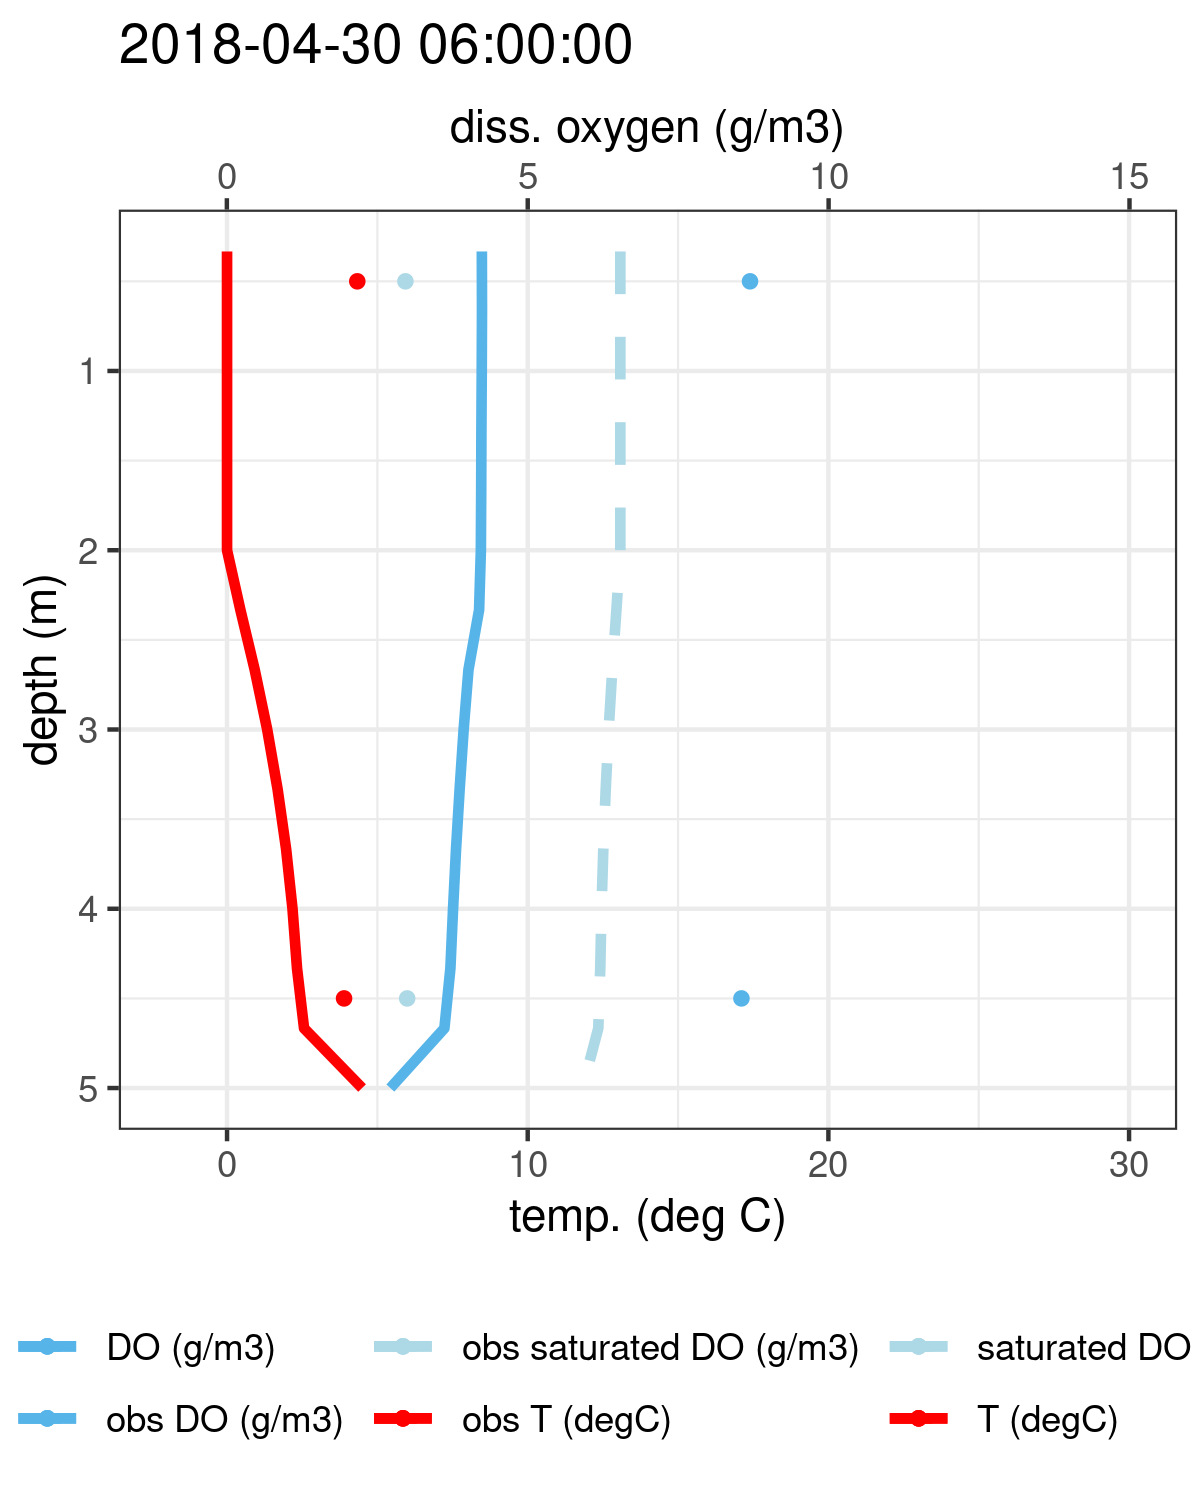 2018-04-30 06:00:00
diss. oxygen (g/m3)
0 5 10 15
depth (m)
1
2
3
4
5
0 10 20 30
temp. (deg C)
DO (g/m3) obs saturated DO (g/m3) saturated DO
obs DO (g/m3) obs T (degC) T (degC)